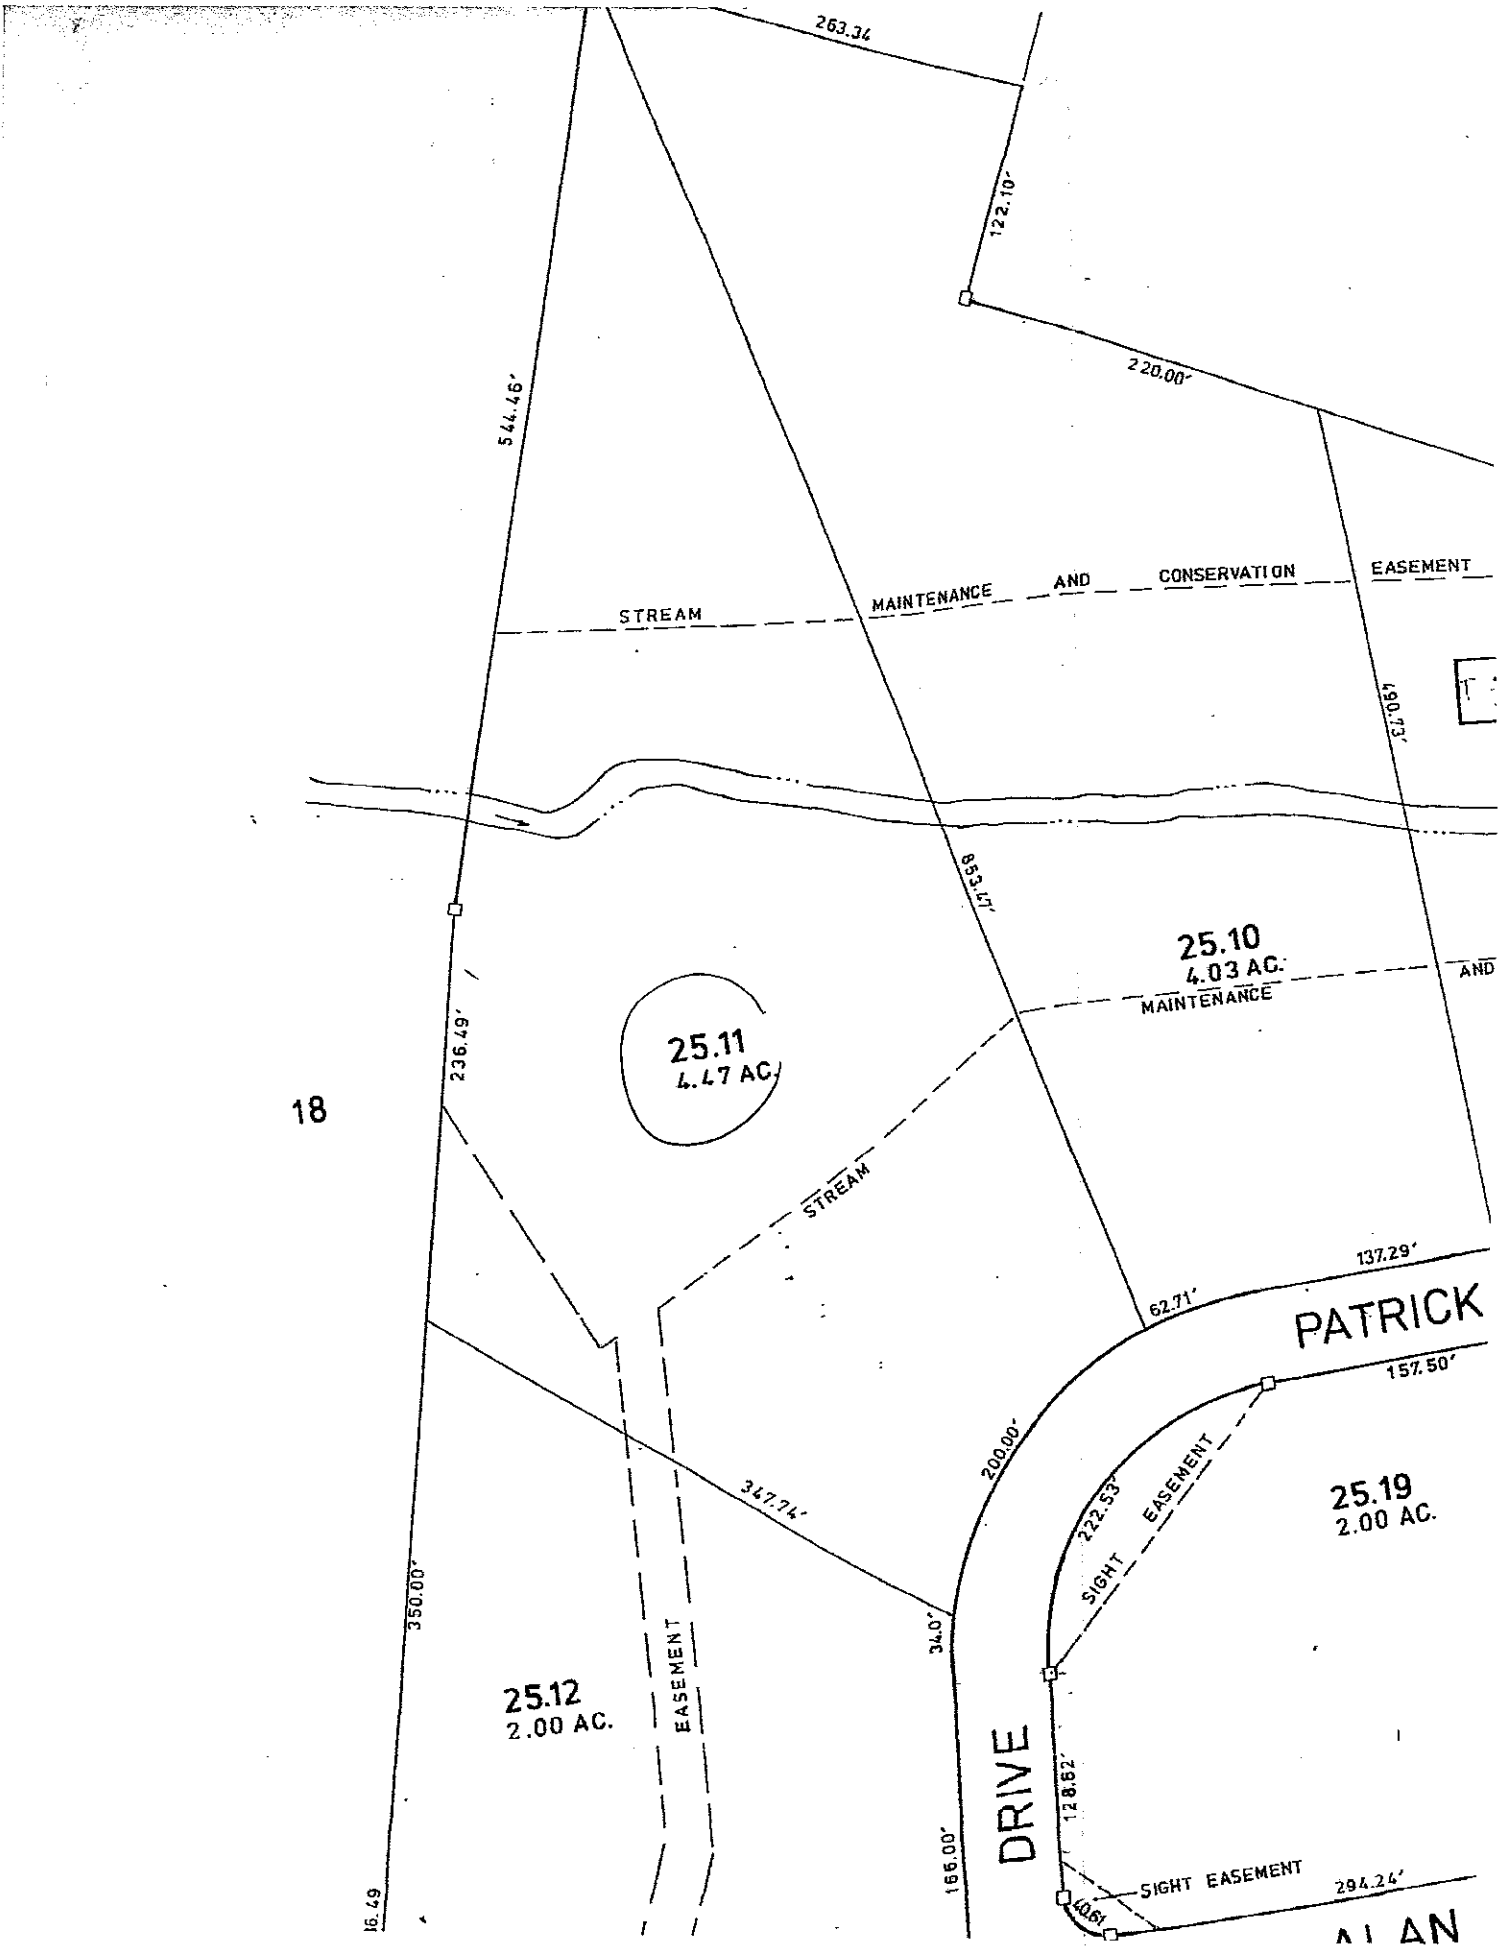 263.34
122.10′
220.00′
544.46′
STREAM MAINTENANCE AND CONSERVATION EASEMENT
490.73′
853.47′
25.10
4.03 AC.
MAINTENANCE AND
25.11
4.47 AC.
236.49′
18
STREAM
137.29′
62.71′
PATRICK
157.50′
200.00′
222.53′
SIGHT EASEMENT
25.19
2.00 AC.
347.74′
350.00′
34.0′
EASEMENT
25.12
2.00 AC.
DRIVE
128.62′
166.00′
SIGHT EASEMENT
294.24′
40.61
16.49
ALAN